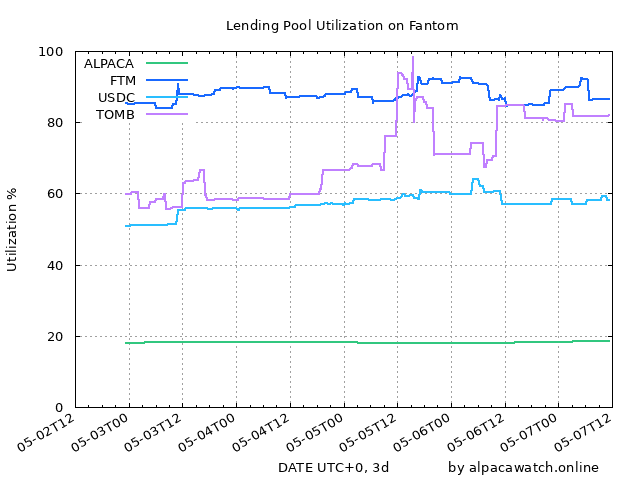 Lending Pool Utilization on Fantom
ALPACA
FTM
USDC
TOMB
Utilization %
100
80
60
40
20
0
05-02T12
05-03T00
05-03T12
05-04T00
05-04T12
05-05T00
05-05T12
05-06T00
05-06T12
05-07T00
05-07T12
DATE UTC+0, 3d
by alpacawatch.online